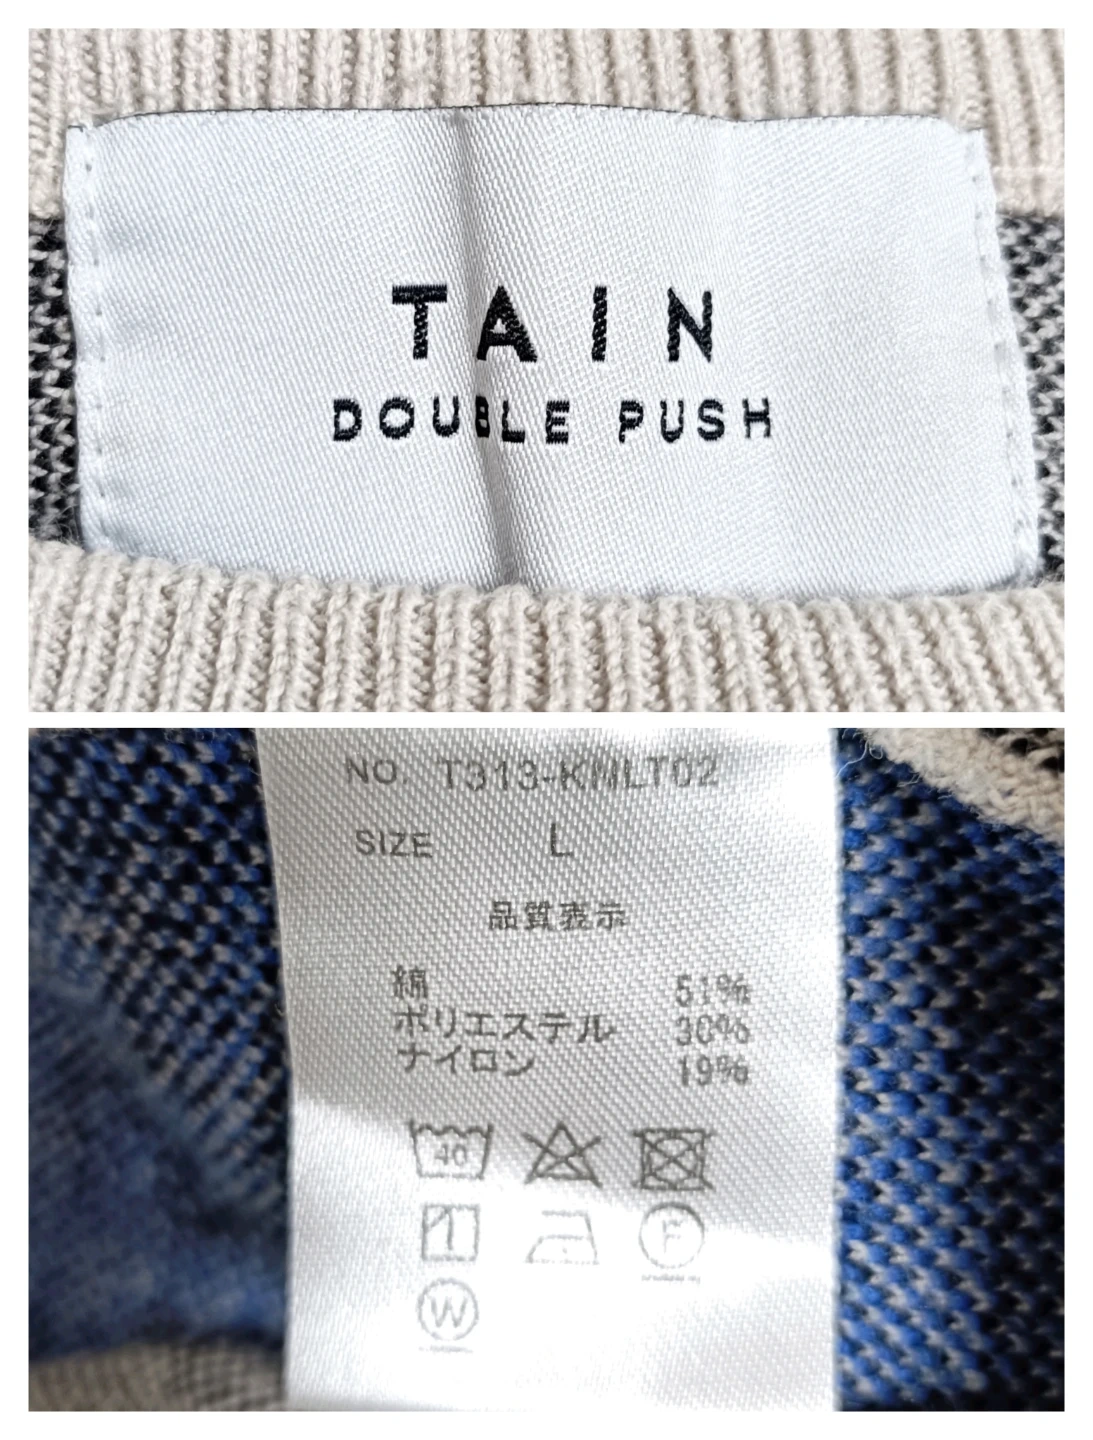 TAIN
DOUBLE PUSH
NO. T313-KNLT02
SIZE L
品質表示
綿 51%
ポリエステル 30%
ナイロン 19%
40
F
W